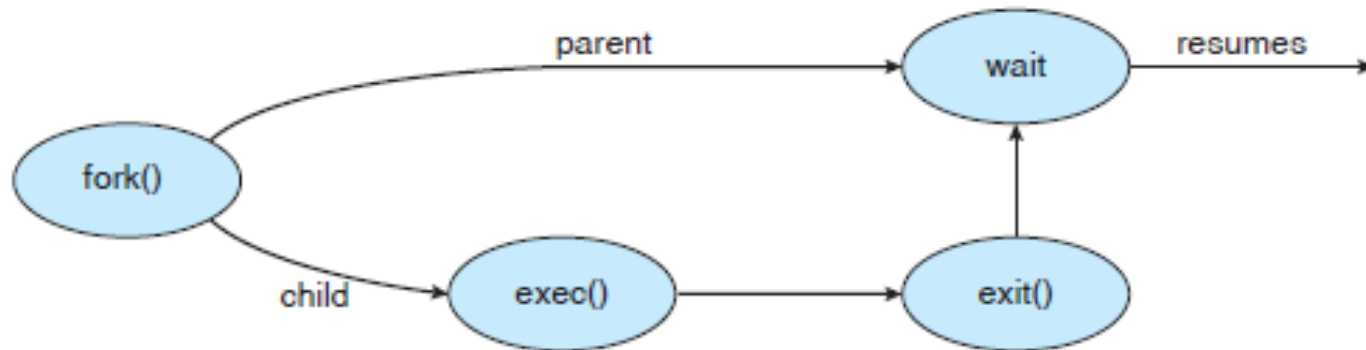 parent
wait
resumes
fork()
child
exec()
exit()